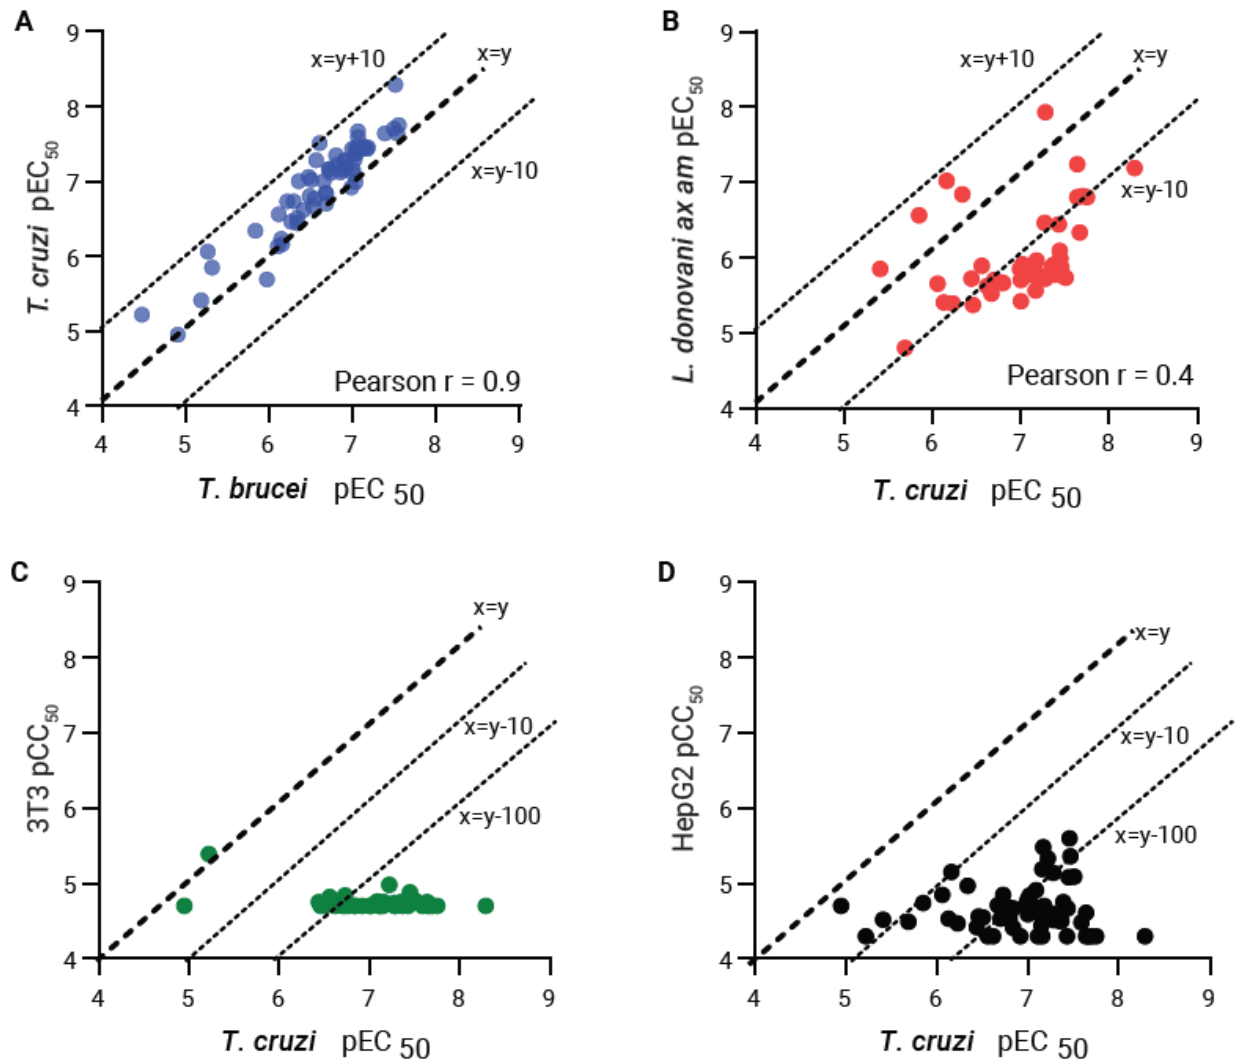 A
9
8
7
6
5
4
4 5 6 7 8 9
T. cruzi pEC50
x=y+10
x=y
x=y-10
Pearson r = 0.9
T. brucei pEC 50
B
9
8
7
6
5
4
4 5 6 7 8 9
L. donovani ax am pEC50
x=y+10
x=y
x=y-10
Pearson r = 0.4
T. cruzi pEC 50
C
9
8
7
6
5
4
4 5 6 7 8 9
3T3 pCC50
x=y
x=y-10
x=y-100
T. cruzi pEC 50
D
9
8
7
6
5
4
4 5 6 7 8 9
HepG2 pCC50
x=y
x=y-10
x=y-100
T. cruzi pEC 50